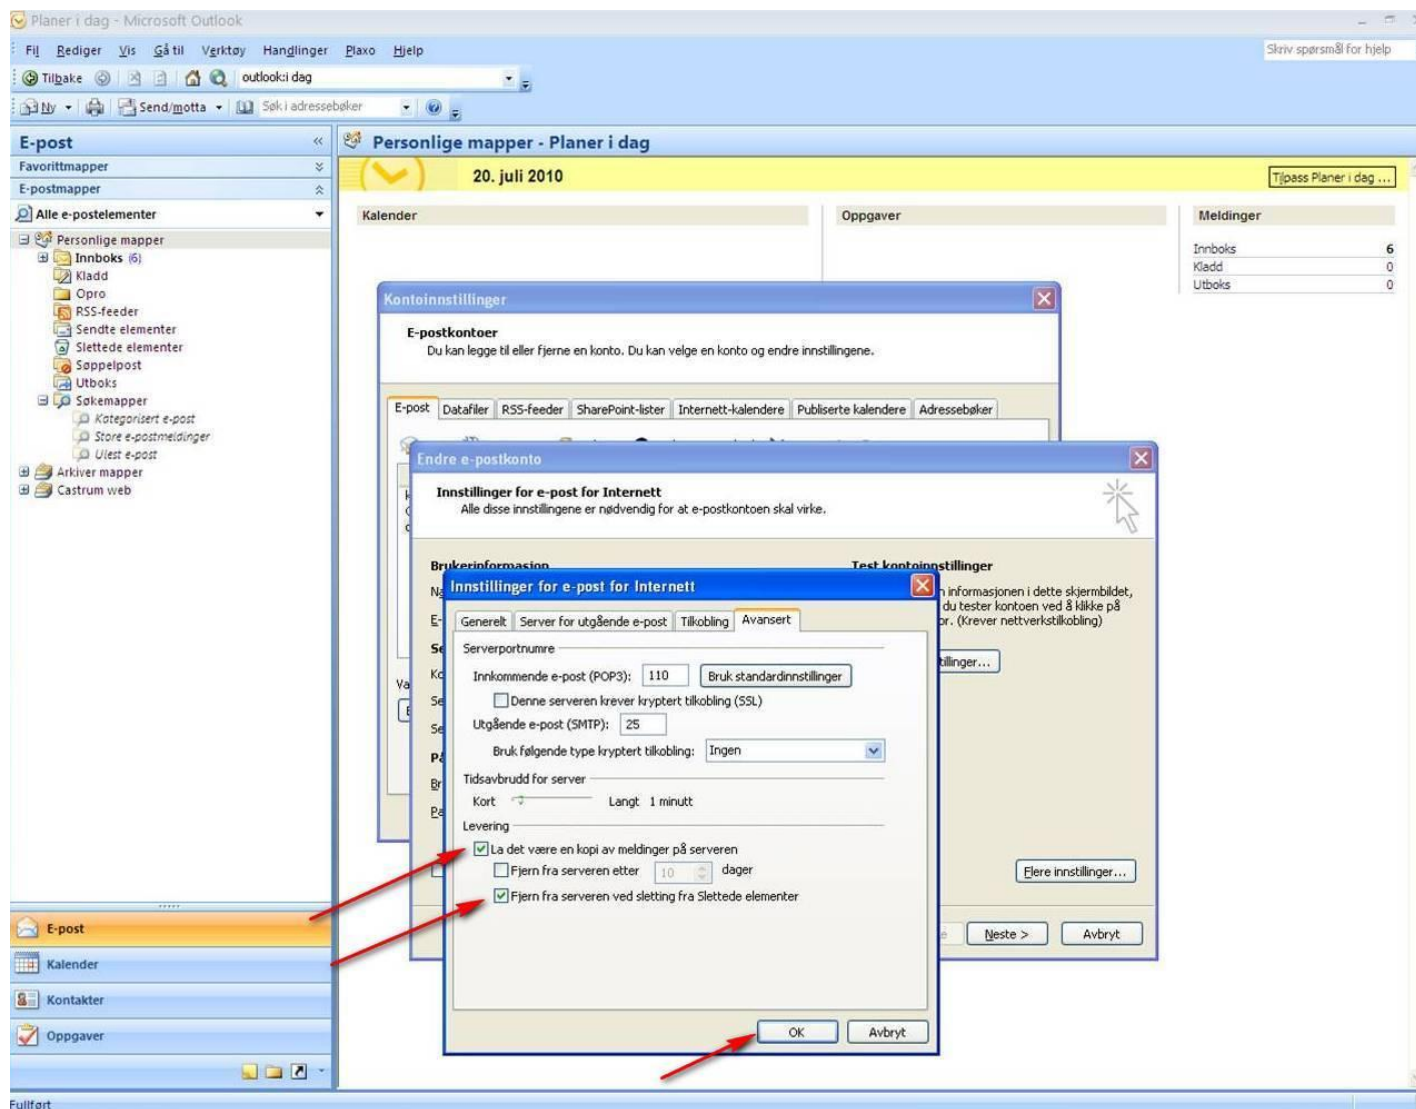 Planer i dag - Microsoft Outlook
Fil Rediger Vis Gå til Verktøy Handlinger Plaxo Hjelp
Skriv spørsmål for hjelp
Tilbake outlook:i dag
Ny Send/motta Søk i adressebøker
E-post «
Personlige mapper - Planer i dag
Favorittmapper
E-postmapper
20. juli 2010
Tilpass Planer i dag ...
Alle e-postelementer
Kalender
Oppgaver
Meldinger
Personlige mapper
Innboks (6)
Kladd
Opro
RSS-feeder
Sendte elementer
Slettede elementer
Søppelpost
Utboks
Søkemapper
Kategorisert e-post
Store e-postmeldinger
Ulest e-post
Arkiver mapper
Castrum web
Innboks 6
Kladd 0
Utboks 0
Kontoinnstillinger
E-postkontoer
Du kan legge til eller fjerne en konto. Du kan velge en konto og endre innstillingene.
E-post Datafiler RSS-feeder SharePoint-lister Internett-kalendere Publiserte kalendere Adressebøker
Endre e-postkonto
Innstillinger for e-post for Internett
Alle disse innstillingene er nødvendig for at e-postkontoen skal virke.
Brukerinformasjon
Test kontoinnstillinger
informasjonen i dette skjermbildet,
du tester kontoen ved å klikke på
(Krever nettverkstilkobling)
Innstillinger for e-post for Internett
Generelt Server for utgående e-post Tilkobling Avansert
Serverportnumre
Innkommende e-post (POP3): 110 Bruk standardinnstillinger
Denne serveren krever kryptert tilkobling (SSL)
Utgående e-post (SMTP): 25
Bruk følgende type kryptert tilkobling: Ingen
Tidsavbrudd for server
Kort Langt 1 minutt
Levering
La det være en kopi av meldinger på serveren
Fjern fra serveren etter 10 dager
Fjern fra serveren ved sletting fra Slettede elementer
OK Avbryt
Flere innstillinger...
Neste > Avbryt
E-post
Kalender
Kontakter
Oppgaver
Fullført